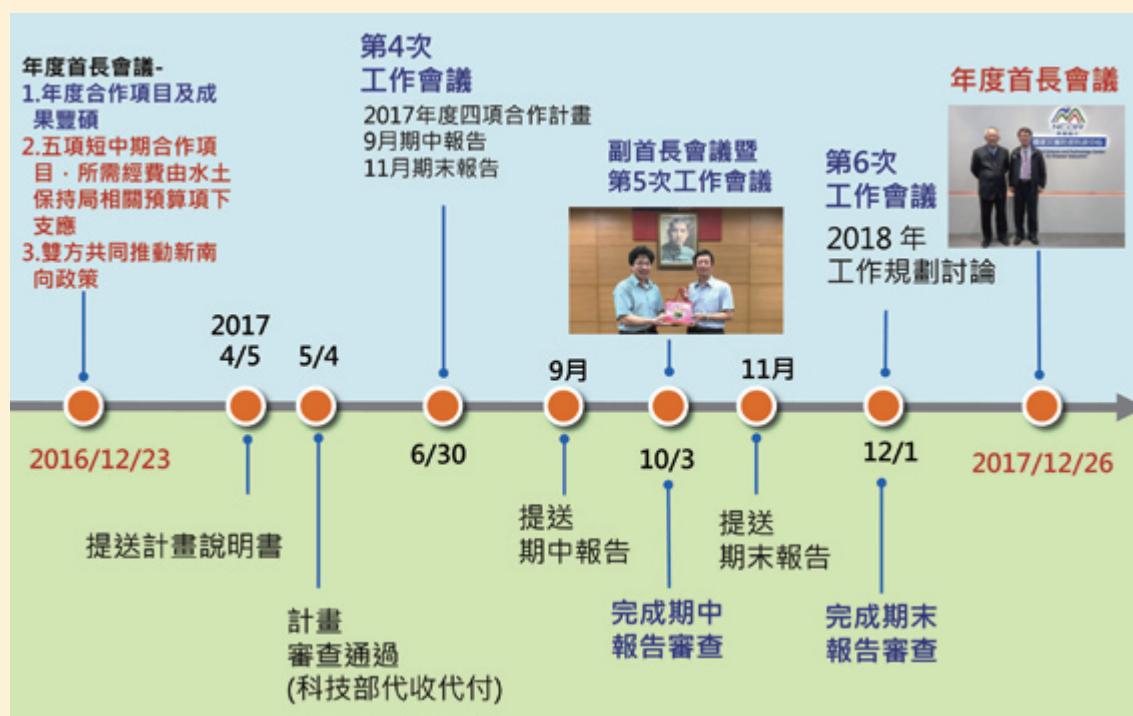 年度首長會議-
1.年度合作項目及成
果豐碩
2.五項短中期合作項
目，所需經費由水土
保持局相關預算項下
支應
3.雙方共同推動新南
向政策
第4次
工作會議
2017年度四項合作計畫
9月期中報告
11月期末報告
副首長會議暨
第5次工作會議
第6次
工作會議
2018 年
工作規劃討論
年度首長會議
NCDR
2017
4/5
5/4
9月
11月
2016/12/23
6/30
10/3
12/1
2017/12/26
提送計畫說明書
計畫
審查通過
(科技部代收代付)
提送
期中報告
完成期中
報告審查
提送
期末報告
完成期末
報告審查